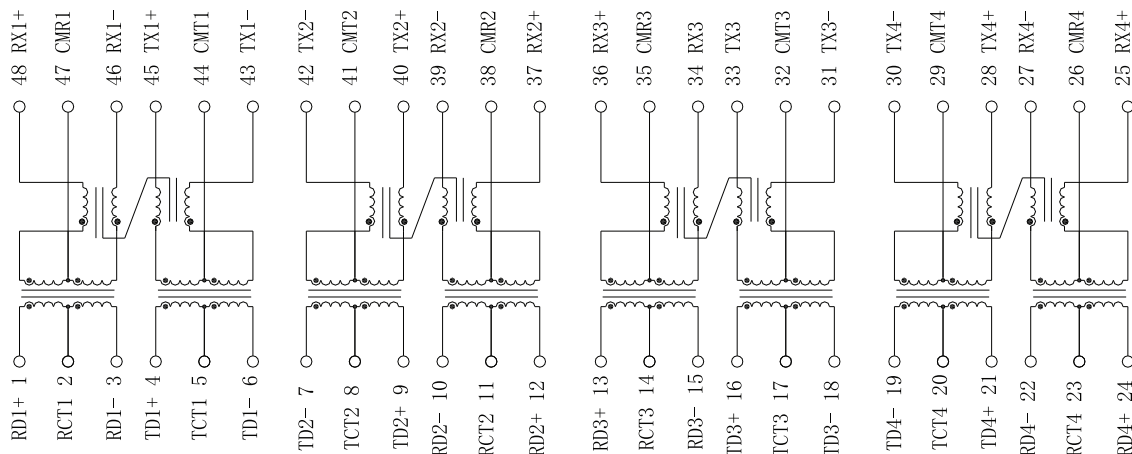 48 RX1+
47 CMR1
46 RX1-
45 TX1+
44 CMT1
43 TX1-
42 TX2-
41 CMT2
40 TX2+
39 RX2-
38 CMR2
37 RX2+
36 RX3+
35 CMR3
34 RX3
33 TX3
32 CMT3
31 TX3-
30 TX4-
29 CMT4
28 TX4+
27 RX4-
26 CMR4
25 RX4+
RD1+ 1
RCT1 2
RD1- 3
TD1+ 4
TCT1 5
TD1- 6
TD2- 7
TCT2 8
TD2+ 9
RD2- 10
RCT2 11
RD2+ 12
RD3+ 13
RCT3 14
RD3- 15
TD3+ 16
TCT3 17
TD3- 18
TD4- 19
TCT4 20
TD4+ 21
RD4- 22
RCT4 23
RD4+ 24